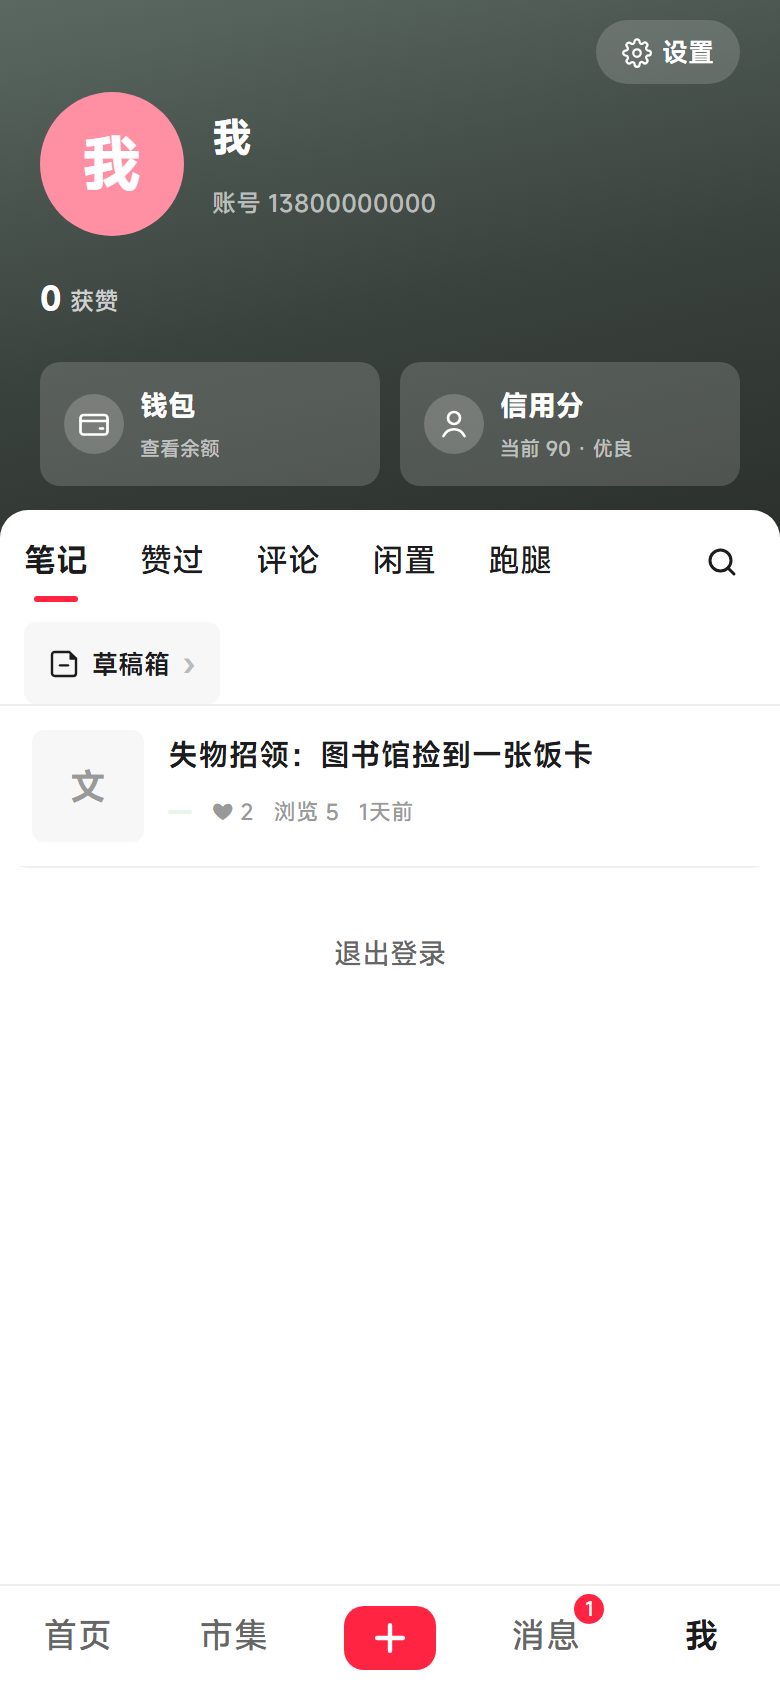 设置
我
我
账号 13800000000
0 获赞
钱包
查看余额
信用分
当前 90 · 优良
笔记 赞过 评论 闲置 跑腿
草稿箱 ›
文
失物招领：图书馆捡到一张饭卡
2 浏览 5 1天前
退出登录
首页 市集 消息 1 我